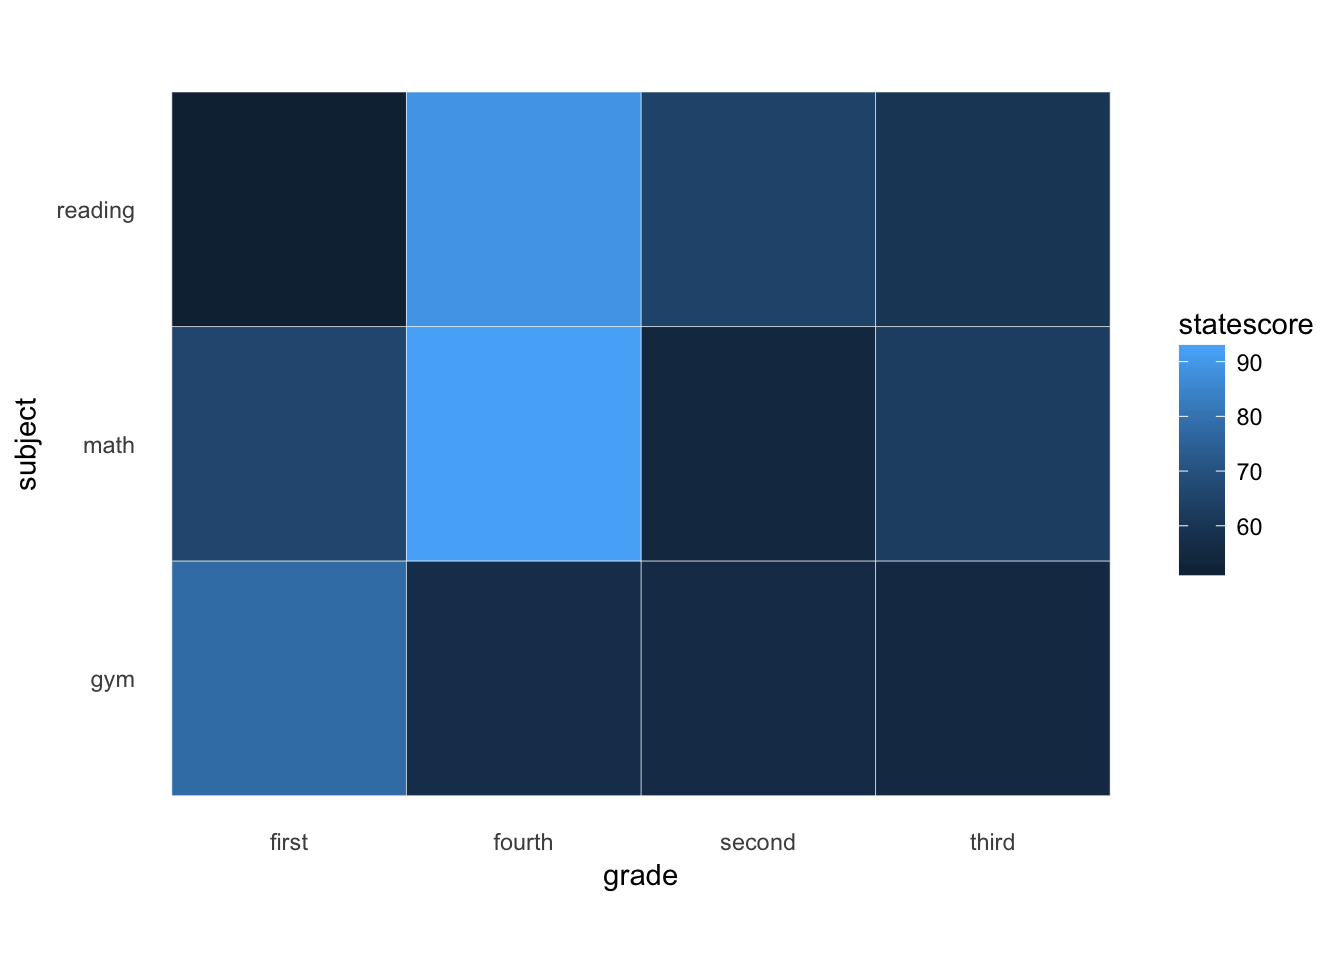 reading
math
gym
subject
first fourth second third
grade
statescore
90
80
70
60